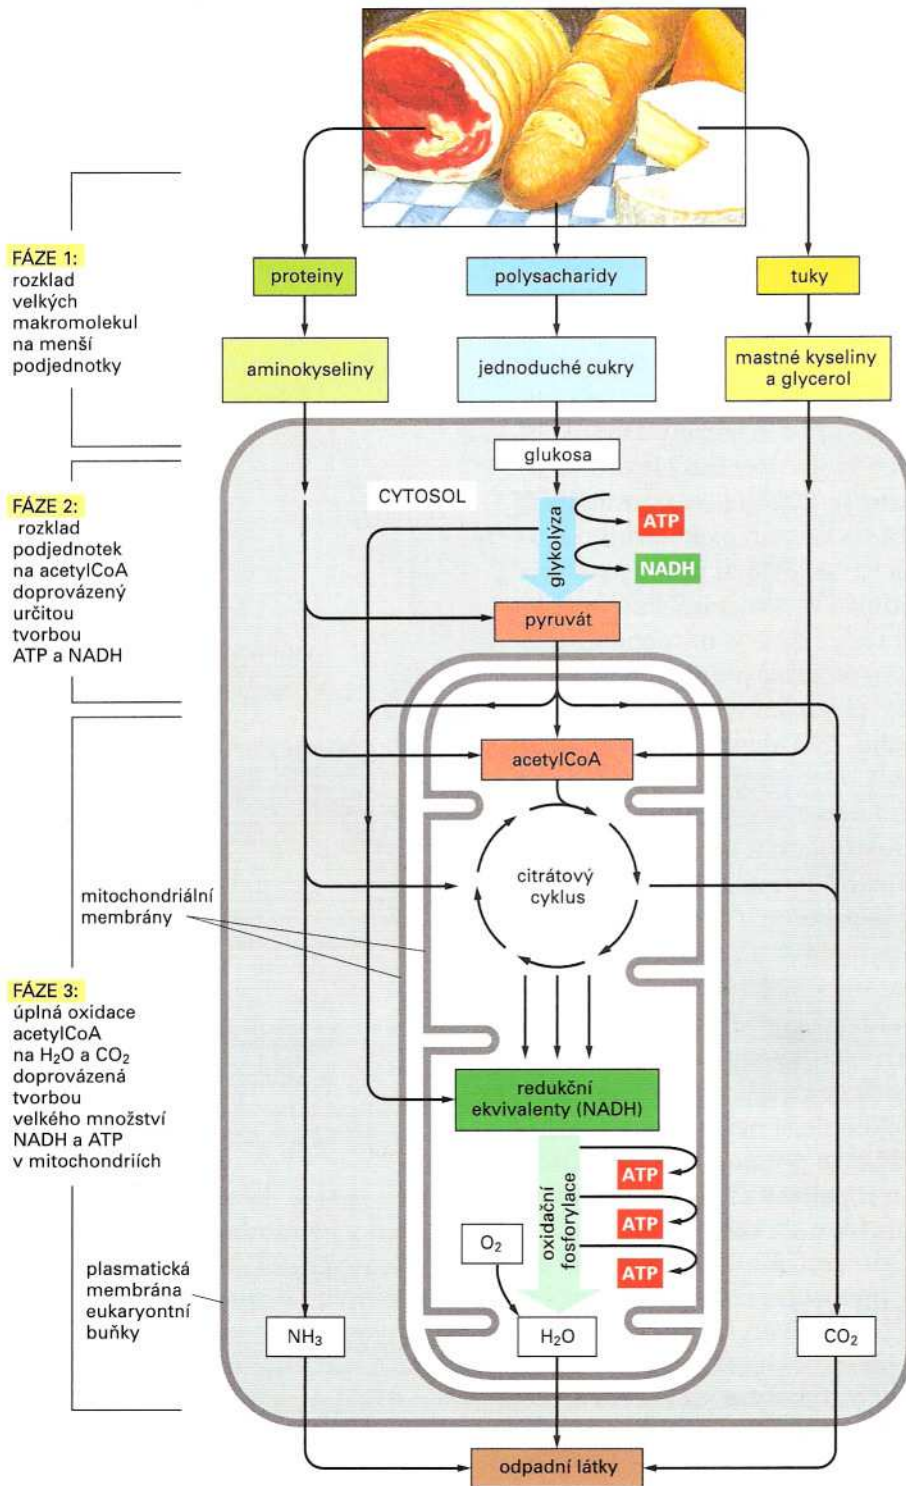 FÁZE 1:
rozklad
velkých
makromolekul
na menší
podjednotky
proteiny
polysacharidy
tuky
aminokyseliny
jednoduché cukry
mastné kyseliny
a glycerol
glukosa
FÁZE 2:
rozklad
podjednotek
na acetylCoA
doprovázený
určitou
tvorbou
ATP a NADH
CYTOSOL
glykolýza
ATP
NADH
pyruvát
acetylCoA
citrátový
cyklus
mitochondriální
membrány
FÁZE 3:
úplná oxidace
acetylCoA
na H₂O a CO₂
doprovázená
tvorbou
velkého množství
NADH a ATP
v mitochondriích
redukční
ekvivalenty (NADH)
oxidační
fosforylace
ATP
ATP
ATP
O₂
plasmatická
membrána
eukaryontní
buňky
NH₃
H₂O
CO₂
odpadní látky